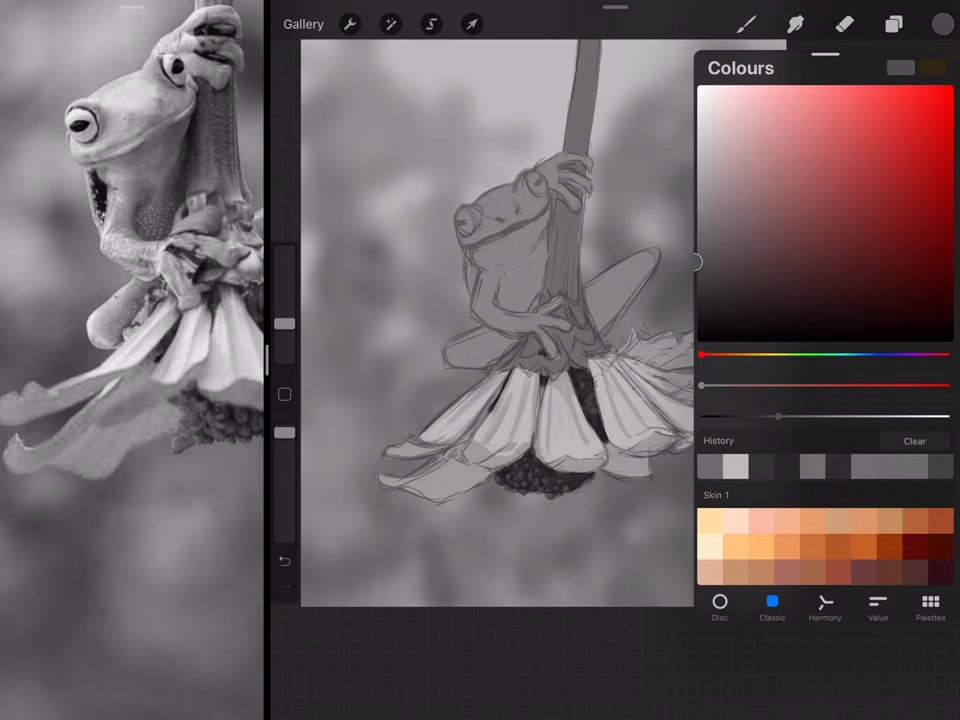 Gallery
Colours
History
Clear
Skin 1
Disc
Classic
Harmony
Value
Palettes